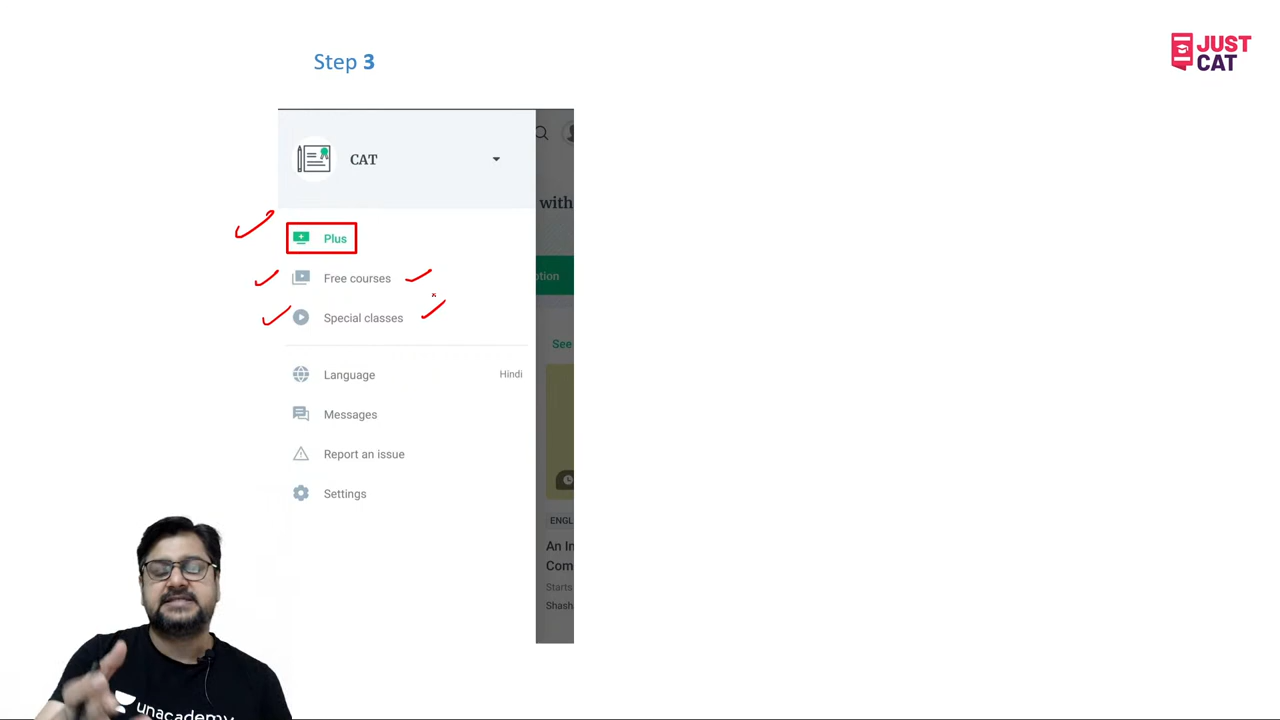 Step 3
JUST
CAT
CAT
with
Plus
ption
Free courses
Special classes
See
Language Hindi
Messages
Report an issue
Settings
ENGL
An In
Com
Starts
Shash
unacademy